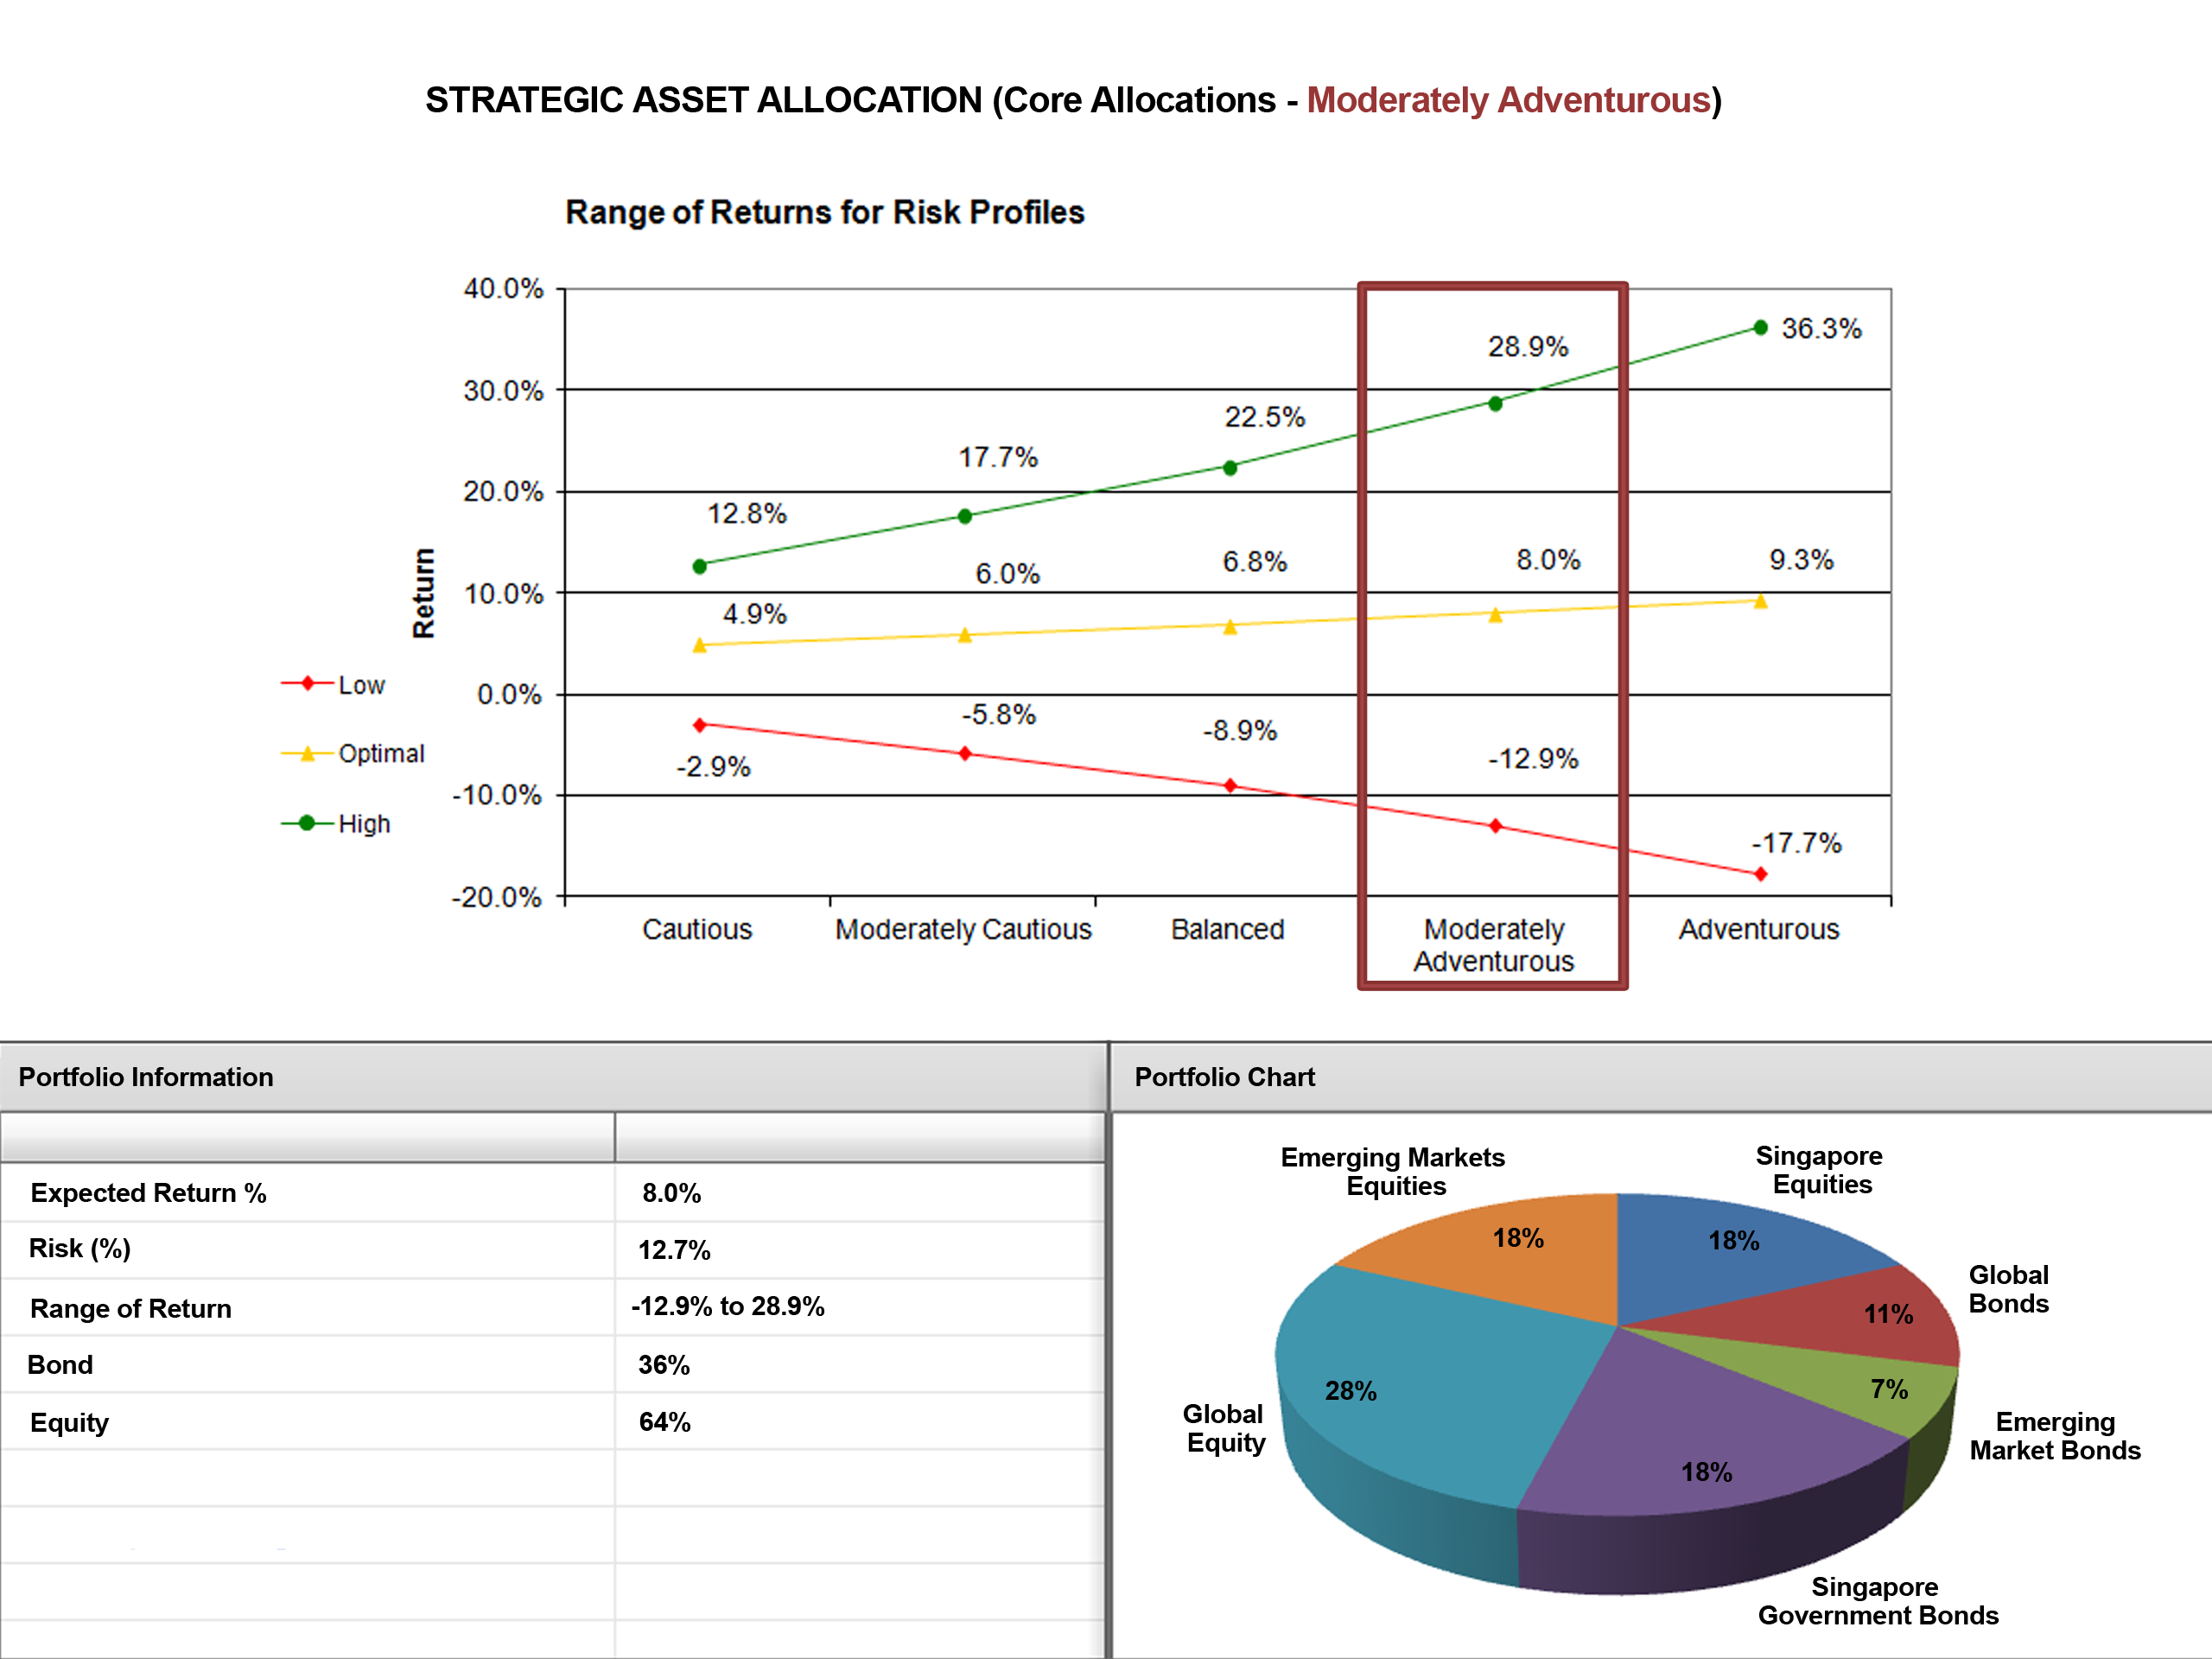 STRATEGIC ASSET ALLOCATION (Core Allocations - Moderately Adventurous)
Range of Returns for Risk Profiles
Return
40.0%
30.0%
20.0%
10.0%
0.0%
-10.0%
-20.0%
12.8%
17.7%
22.5%
28.9%
36.3%
4.9%
6.0%
6.8%
8.0%
9.3%
-2.9%
-5.8%
-8.9%
-12.9%
-17.7%
Low
Optimal
High
Cautious
Moderately Cautious
Balanced
Moderately
Adventurous
Adventurous
Portfolio Information
Expected Return % 8.0%
Risk (%) 12.7%
Range of Return -12.9% to 28.9%
Bond 36%
Equity 64%
Portfolio Chart
Emerging Markets
Equities
18%
Singapore
Equities
18%
Global
Bonds
11%
Emerging
Market Bonds
7%
Singapore
Government Bonds
18%
Global
Equity
28%